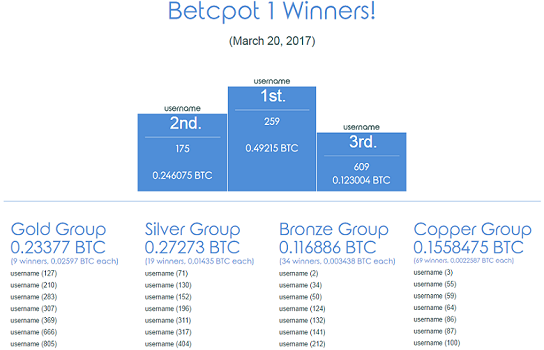 Betcpot 1 Winners!
(March 20, 2017)
username
1st.
259
0.49215 BTC
username
2nd.
175
0.246075 BTC
username
3rd.
609
0.123004 BTC
Gold Group
0.23377 BTC
(9 winners, 0.02597 BTC each)
username (127)
username (210)
username (283)
username (307)
username (369)
username (666)
username (805)
Silver Group
0.27273 BTC
(19 winners, 0.01435 BTC each)
username (71)
username (130)
username (152)
username (196)
username (311)
username (317)
username (404)
Bronze Group
0.116886 BTC
(34 winners, 0.003438 BTC each)
username (2)
username (34)
username (50)
username (124)
username (132)
username (141)
username (212)
Copper Group
0.1558475 BTC
(69 winners, 0.0022587 BTC each)
username (3)
username (55)
username (59)
username (64)
username (86)
username (87)
username (100)